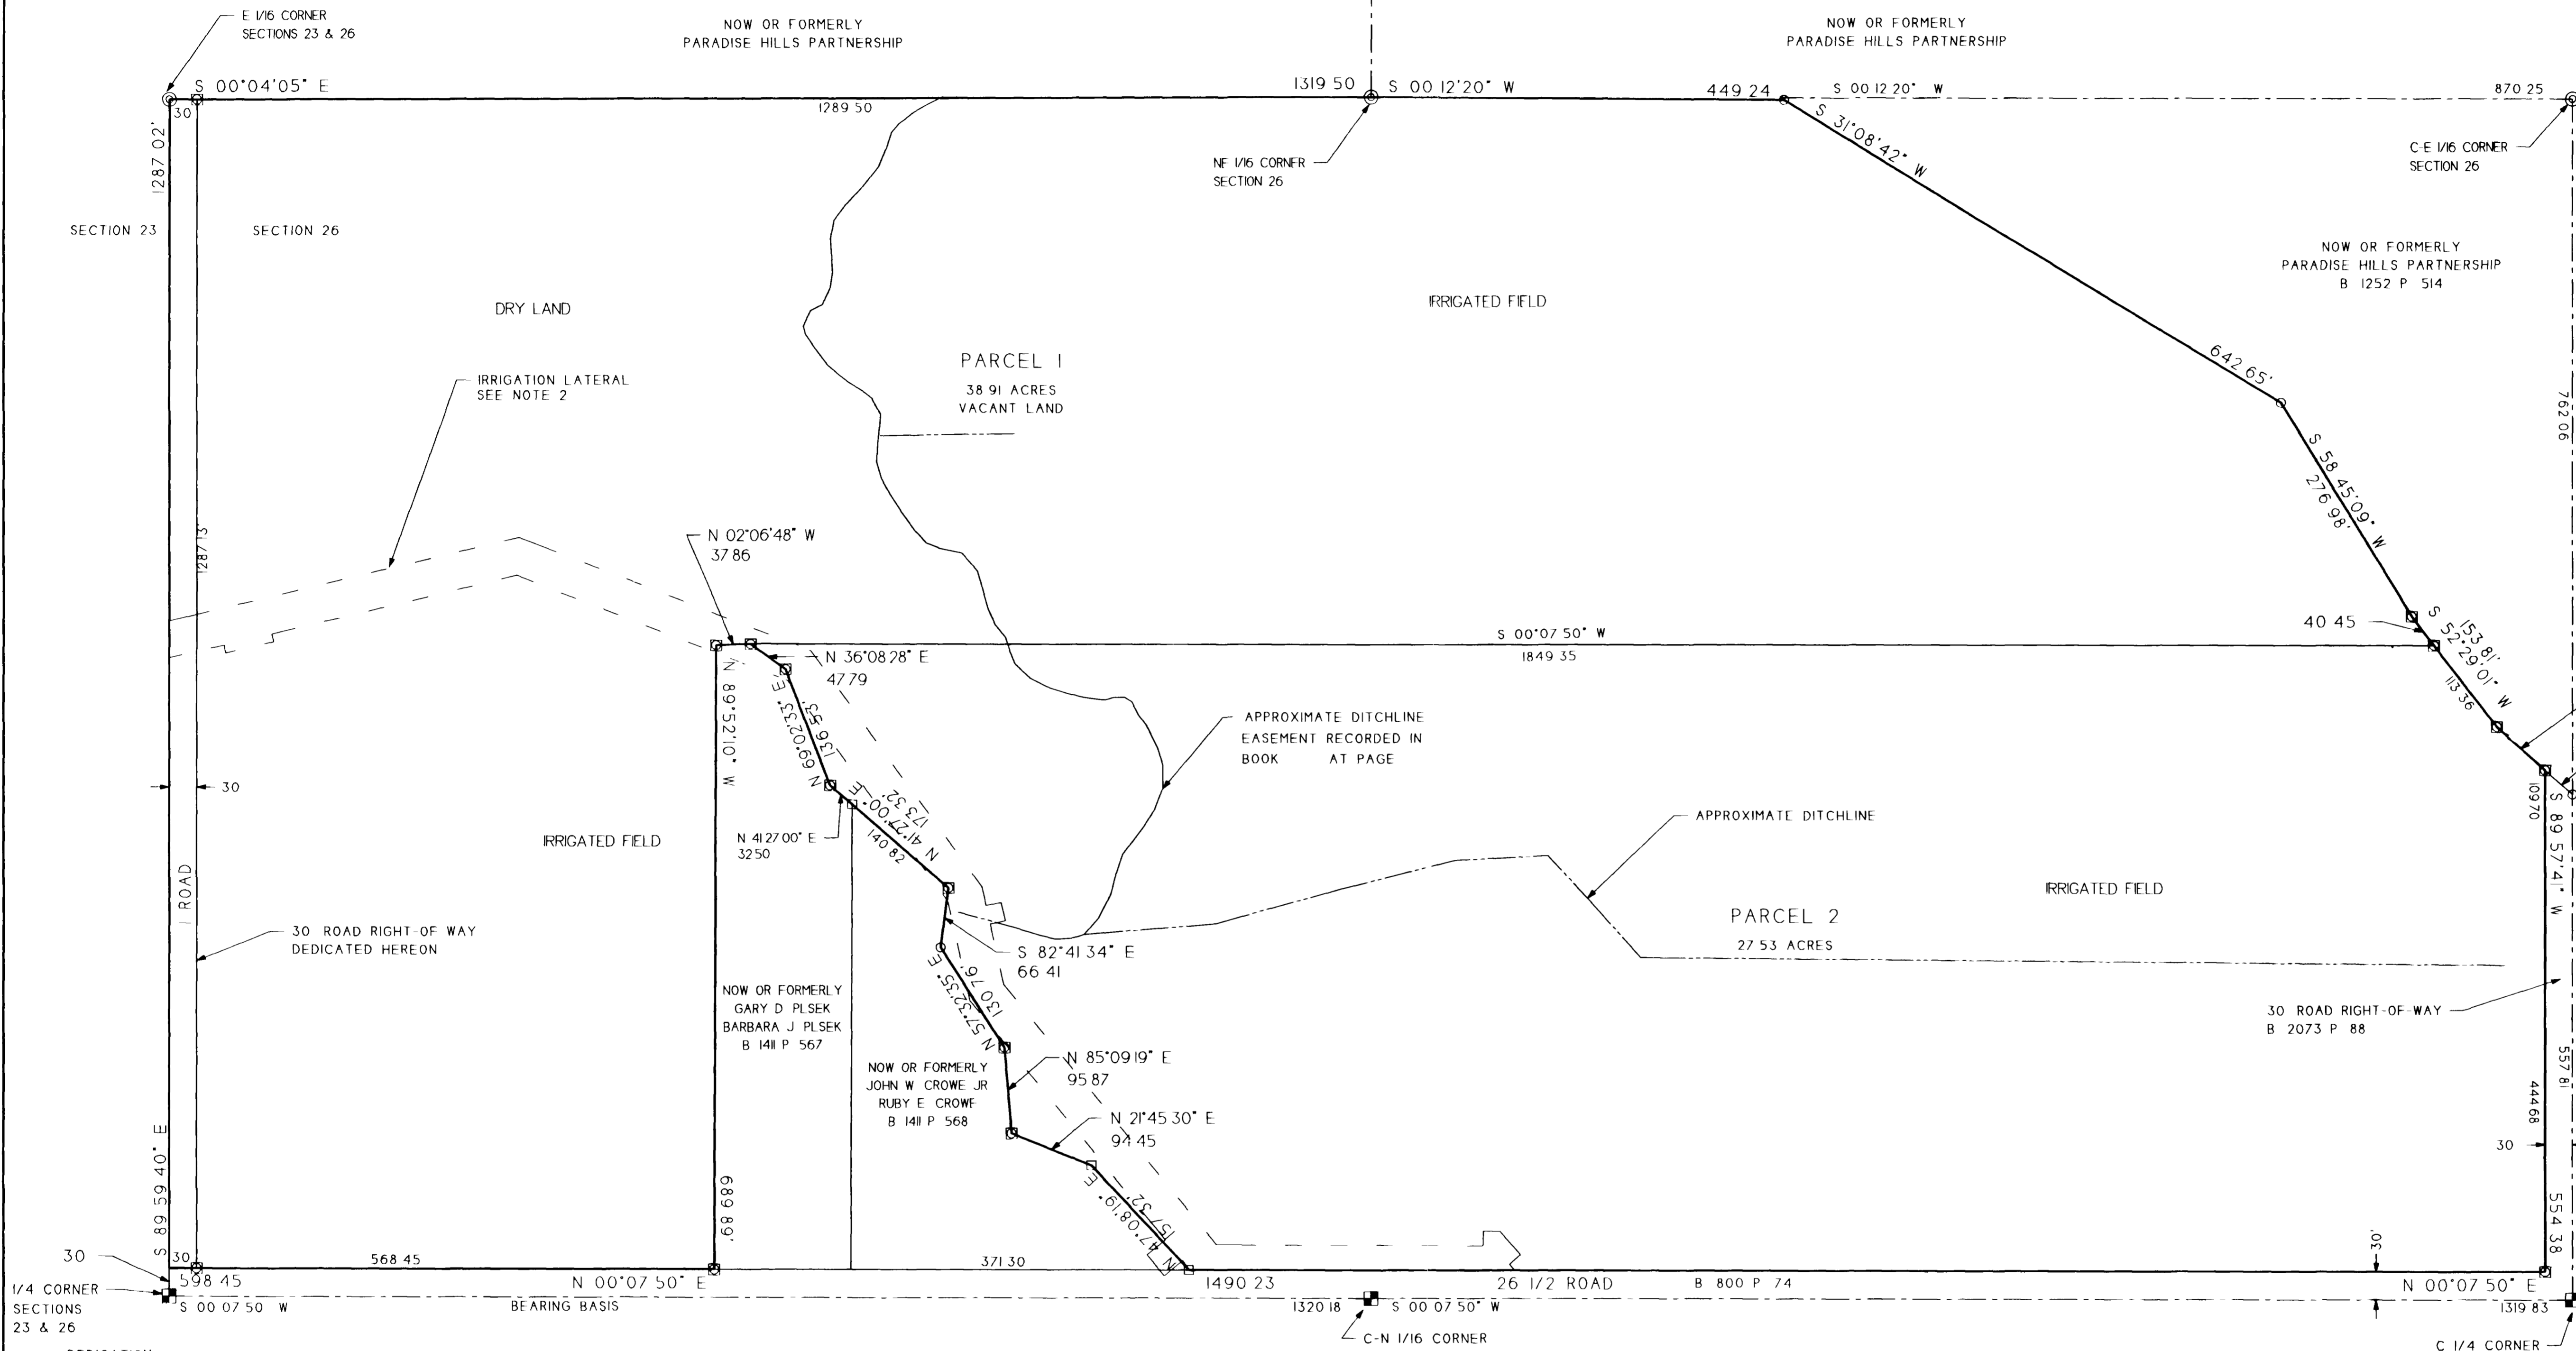 E 1/16 CORNER
SECTIONS 23 & 26
NOW OR FORMERLY
PARADISE HILLS PARTNERSHIP
NOW OR FORMERLY
PARADISE HILLS PARTNERSHIP
S 00°04'05" E
30
1289 50
1319 50
S 00 12'20" W
449 24
S 00 12 20" W
870 25
1287 02'
S 31°08'42" W
642 65'
NE 1/16 CORNER
SECTION 26
C-E 1/16 CORNER
SECTION 26
SECTION 23
SECTION 26
NOW OR FORMERLY
PARADISE HILLS PARTNERSHIP
B 1252 P 514
DRY LAND
IRRIGATED FIELD
PARCEL 1
38 91 ACRES
VACANT LAND
IRRIGATION LATERAL
SEE NOTE 2
762 06
S 58 45'09" W
276 98'
1287 13'
N 02°06'48" W
37 86
40 45
S 52°29'01" W
153 81'
113 36
S 00°07'50" W
1849 35
N 36°08 28" E
47 79
N 89°52'10" W
689 89'
N 69°02'33" E
136 53'
APPROXIMATE DITCHLINE
EASEMENT RECORDED IN
BOOK AT PAGE
30
109 70
S 89 57'41" W
APPROXIMATE DITCHLINE
IRRIGATED FIELD
N 41 27 00" E
32 50
N 41°27'00" E
173 32'
140 82
IRRIGATED FIELD
PARCEL 2
27 53 ACRES
I ROAD
30 ROAD RIGHT-OF WAY
DEDICATED HEREON
S 82°41 34" E
66 41
N 57°32'35" E
130 76'
NOW OR FORMERLY
GARY D PLSEK
BARBARA J PLSEK
B 1411 P 567
30 ROAD RIGHT-OF-WAY
B 2073 P 88
NOW OR FORMERLY
JOHN W CROWE JR
RUBY E CROWE
B 1411 P 568
N 85°09 19" E
95 87
N 21°45 30" E
94 45
557 81
444 68
30
554 38
S 89 59 40" E
N 47°08'19" E
157 32'
30
30
568 45
371 30
30'
598 45
N 00°07 50" E
1490 23
26 1/2 ROAD
B 800 P 74
N 00°07 50" E
1/4 CORNER
SECTIONS
23 & 26
S 00 07 50 W
BEARING BASIS
1320 18
S 00 07 50" W
1319 83
C-N 1/16 CORNER
C 1/4 CORNER